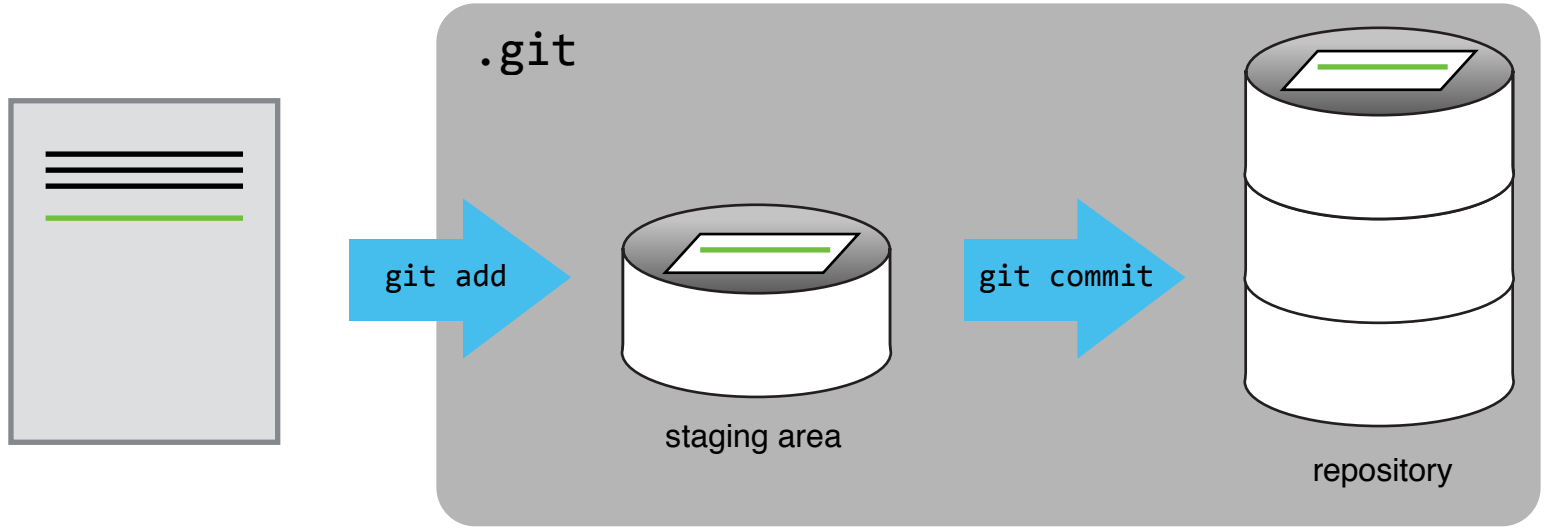 .git
git add
git commit
staging area
repository